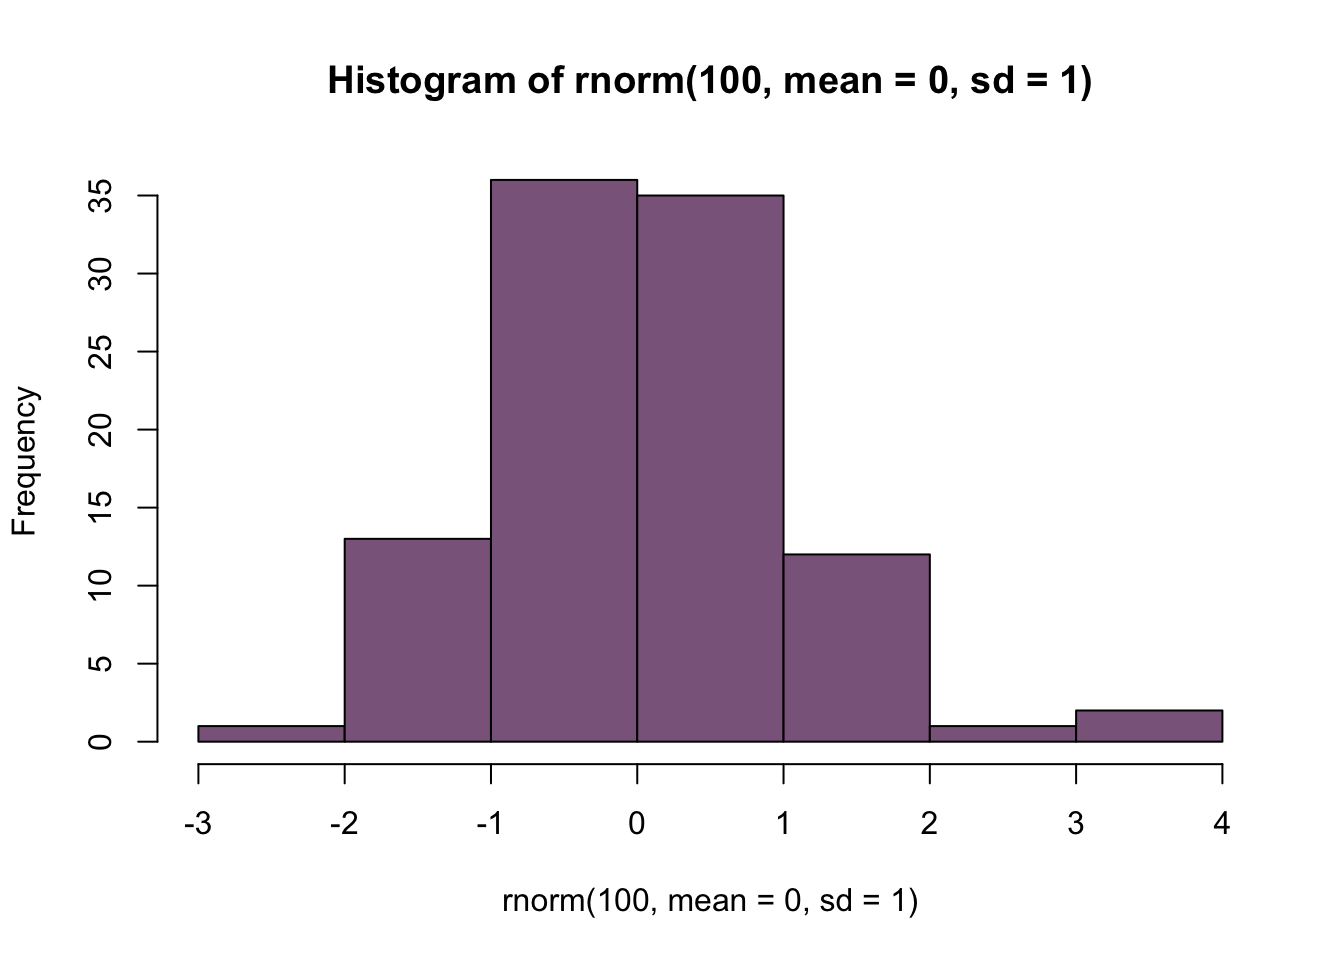 Histogram of rnorm(100, mean = 0, sd = 1)
35
30
25
20
15
10
5
0
Frequency
-3 -2 -1 0 1 2 3 4
rnorm(100, mean = 0, sd = 1)